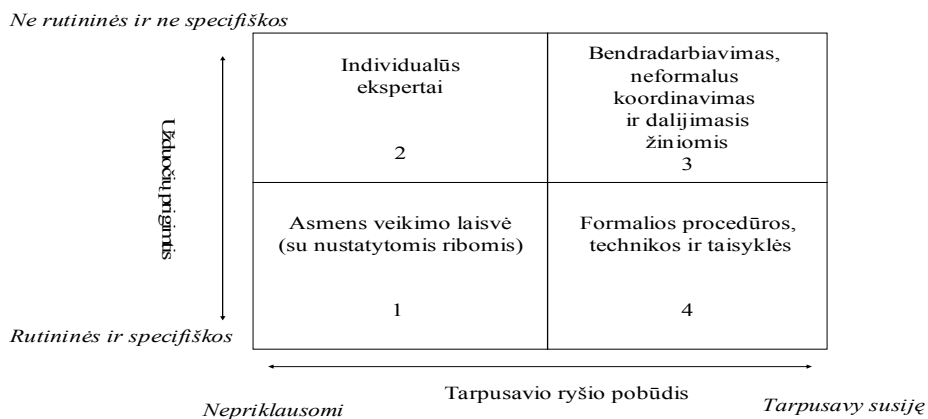 Ne rutininės ir ne specifiškos
Individualūs
ekspertai
2
Bendradarbiavimas,
neformalus
koordinavimas
ir dalijimasis
žiniomis
3
Užduočių prigimtis
Asmens veikimo laisvė
(su nustatytomis ribomis)
1
Formalios procedūros,
technikos ir taisyklės
4
Rutininės ir specifiškos
Tarpusavio ryšio pobūdis
Nepriklausomi
Tarpusavy susiję